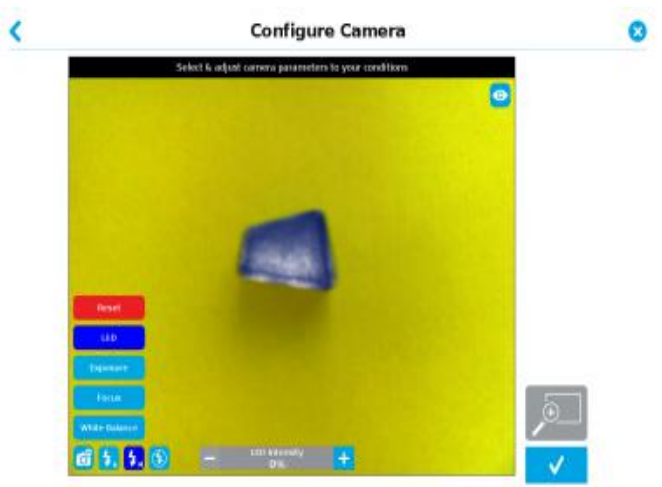 Configure Camera
Select & adjust camera parameters to your conditions
Reset
LED
Exposure
Focus
White Balance
LED Intensity
0%